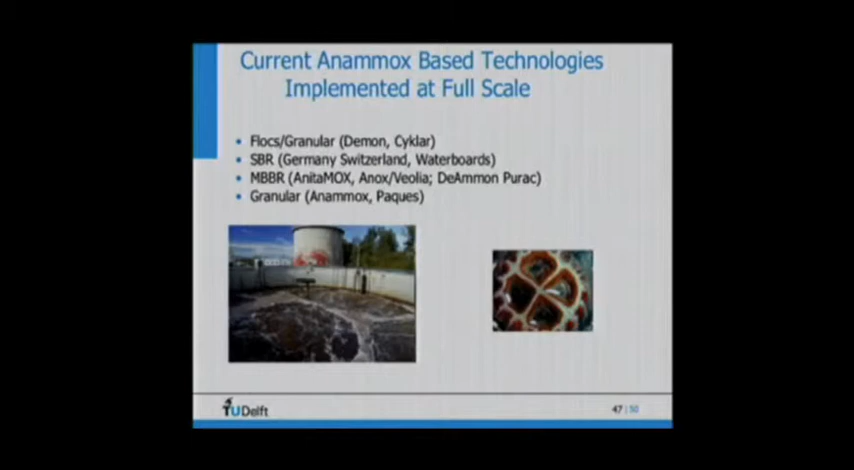 Current Anammox Based Technologies
Implemented at Full Scale
• Flocs/Granular (Demon, Cyklar)
• SBR (Germany Switzerland, Waterboards)
• MBBR (AnitaMOX, Anox/Veolia; DeAmmon Purac)
• Granular (Anammox, Paques)
TUDelft
47 | 50